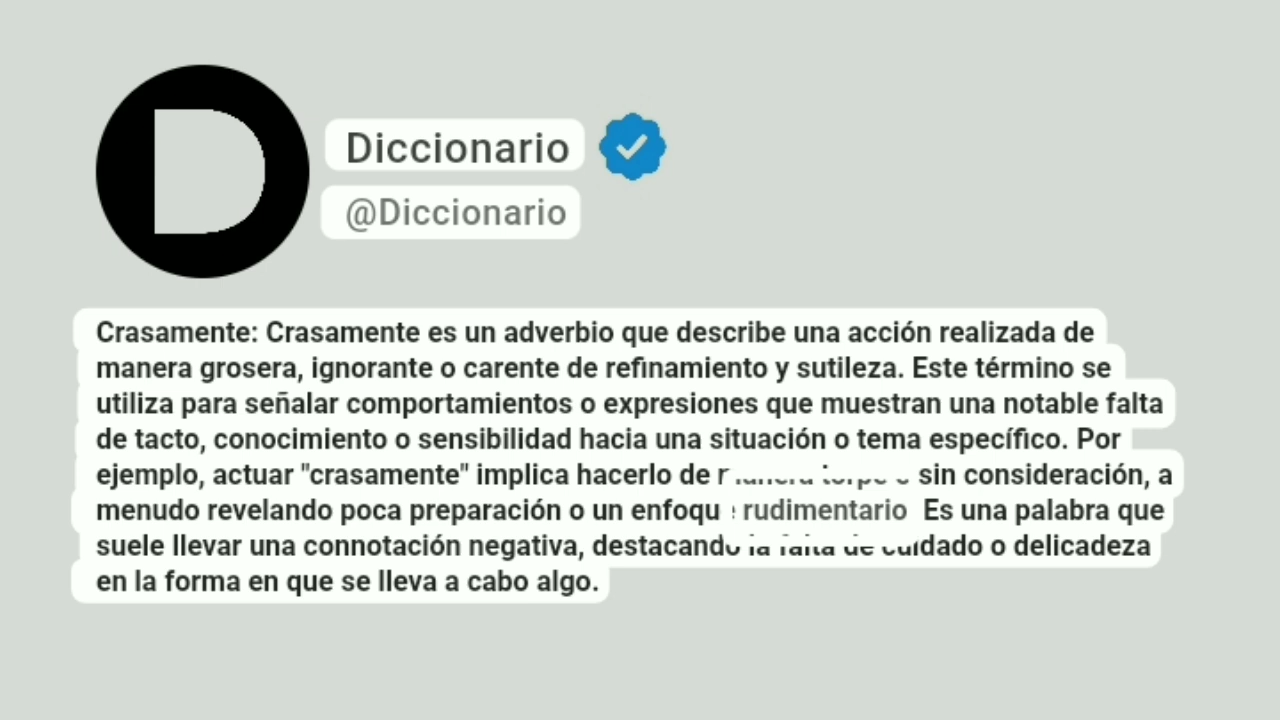 D
Diccionario
@Diccionario
Crasamente: Crasamente es un adverbio que describe una acción realizada de
manera grosera, ignorante o carente de refinamiento y sutileza. Este término se
utiliza para señalar comportamientos o expresiones que muestran una notable falta
de tacto, conocimiento o sensibilidad hacia una situación o tema específico. Por
ejemplo, actuar "crasamente" implica hacerlo de sin consideración, a
menudo revelando poca preparación o un rudimentario Es una palabra que
suele llevar una connotación negativa, destacando la falta de cuidado o delicadeza
en la forma en que se lleva a cabo algo.